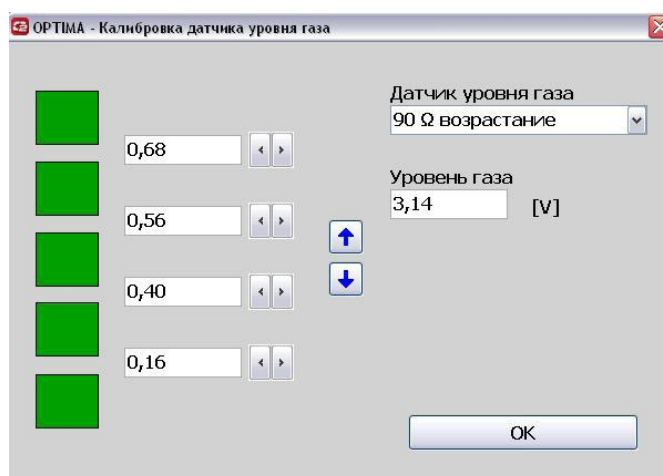 OPTIMA - Калибровка датчика уровня газа
Датчик уровня газа
90 Ω возрастание
0,68
Уровень газа
3,14 [V]
0,56
0,40
0,16
OK